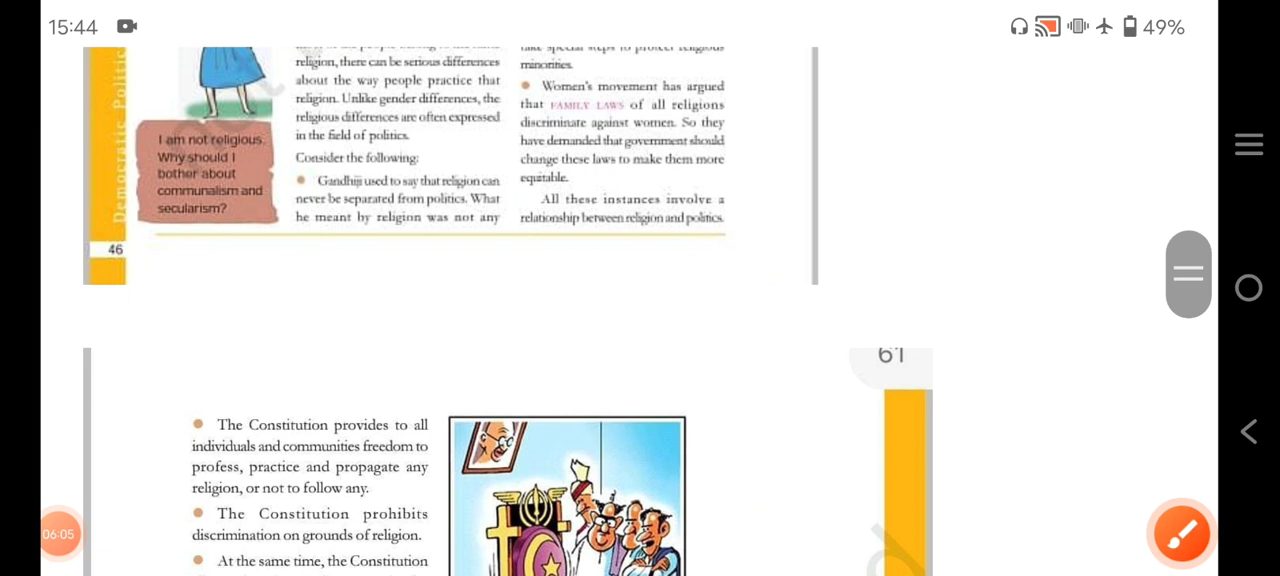 15:44
49%
religion, there can be serious differences
about the way people practice that
religion. Unlike gender differences, the
religious differences are often expressed
in the field of politics.
Consider the following:
● Gandhiji used to say that religion can
never be separated from politics. What
he meant by religion was not any
take special steps to protect religious
minorities.
● Women's movement has argued
that FAMILY LAWS of all religions
discriminate against women. So they
have demanded that government should
change these laws to make them more
equitable.
All these instances involve a
relationship between religion and politics.
I am not religious.
Why should I
bother about
communalism and
secularism?
Democratic Politic
46
61
● The Constitution provides to all
individuals and communities freedom to
profess, practice and propagate any
religion, or not to follow any.
● The Constitution prohibits
discrimination on grounds of religion.
● At the same time, the Constitution
06:05